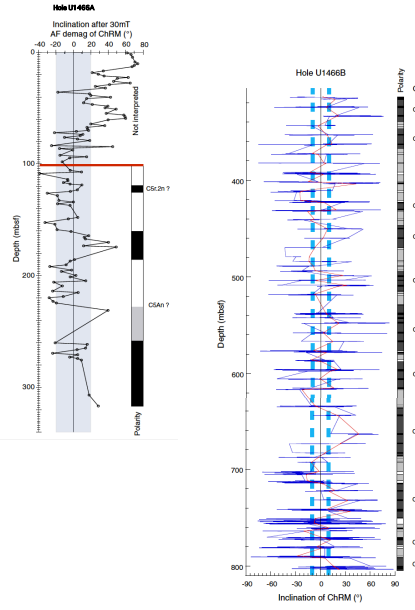 Hole U1466A
Inclination after 30mT
AF demag of ChRM (°)
-40 -20 0 20 40 60 80
0
100
200
300
Depth (mbsf)
Not interpreted
C5r.2n ?
C5An ?
Polarity
Hole U1466B
Polarity
400
500
600
700
800
Depth (mbsf)
-90 -60 -30 0 30 60 90
Inclination of ChRM (°)